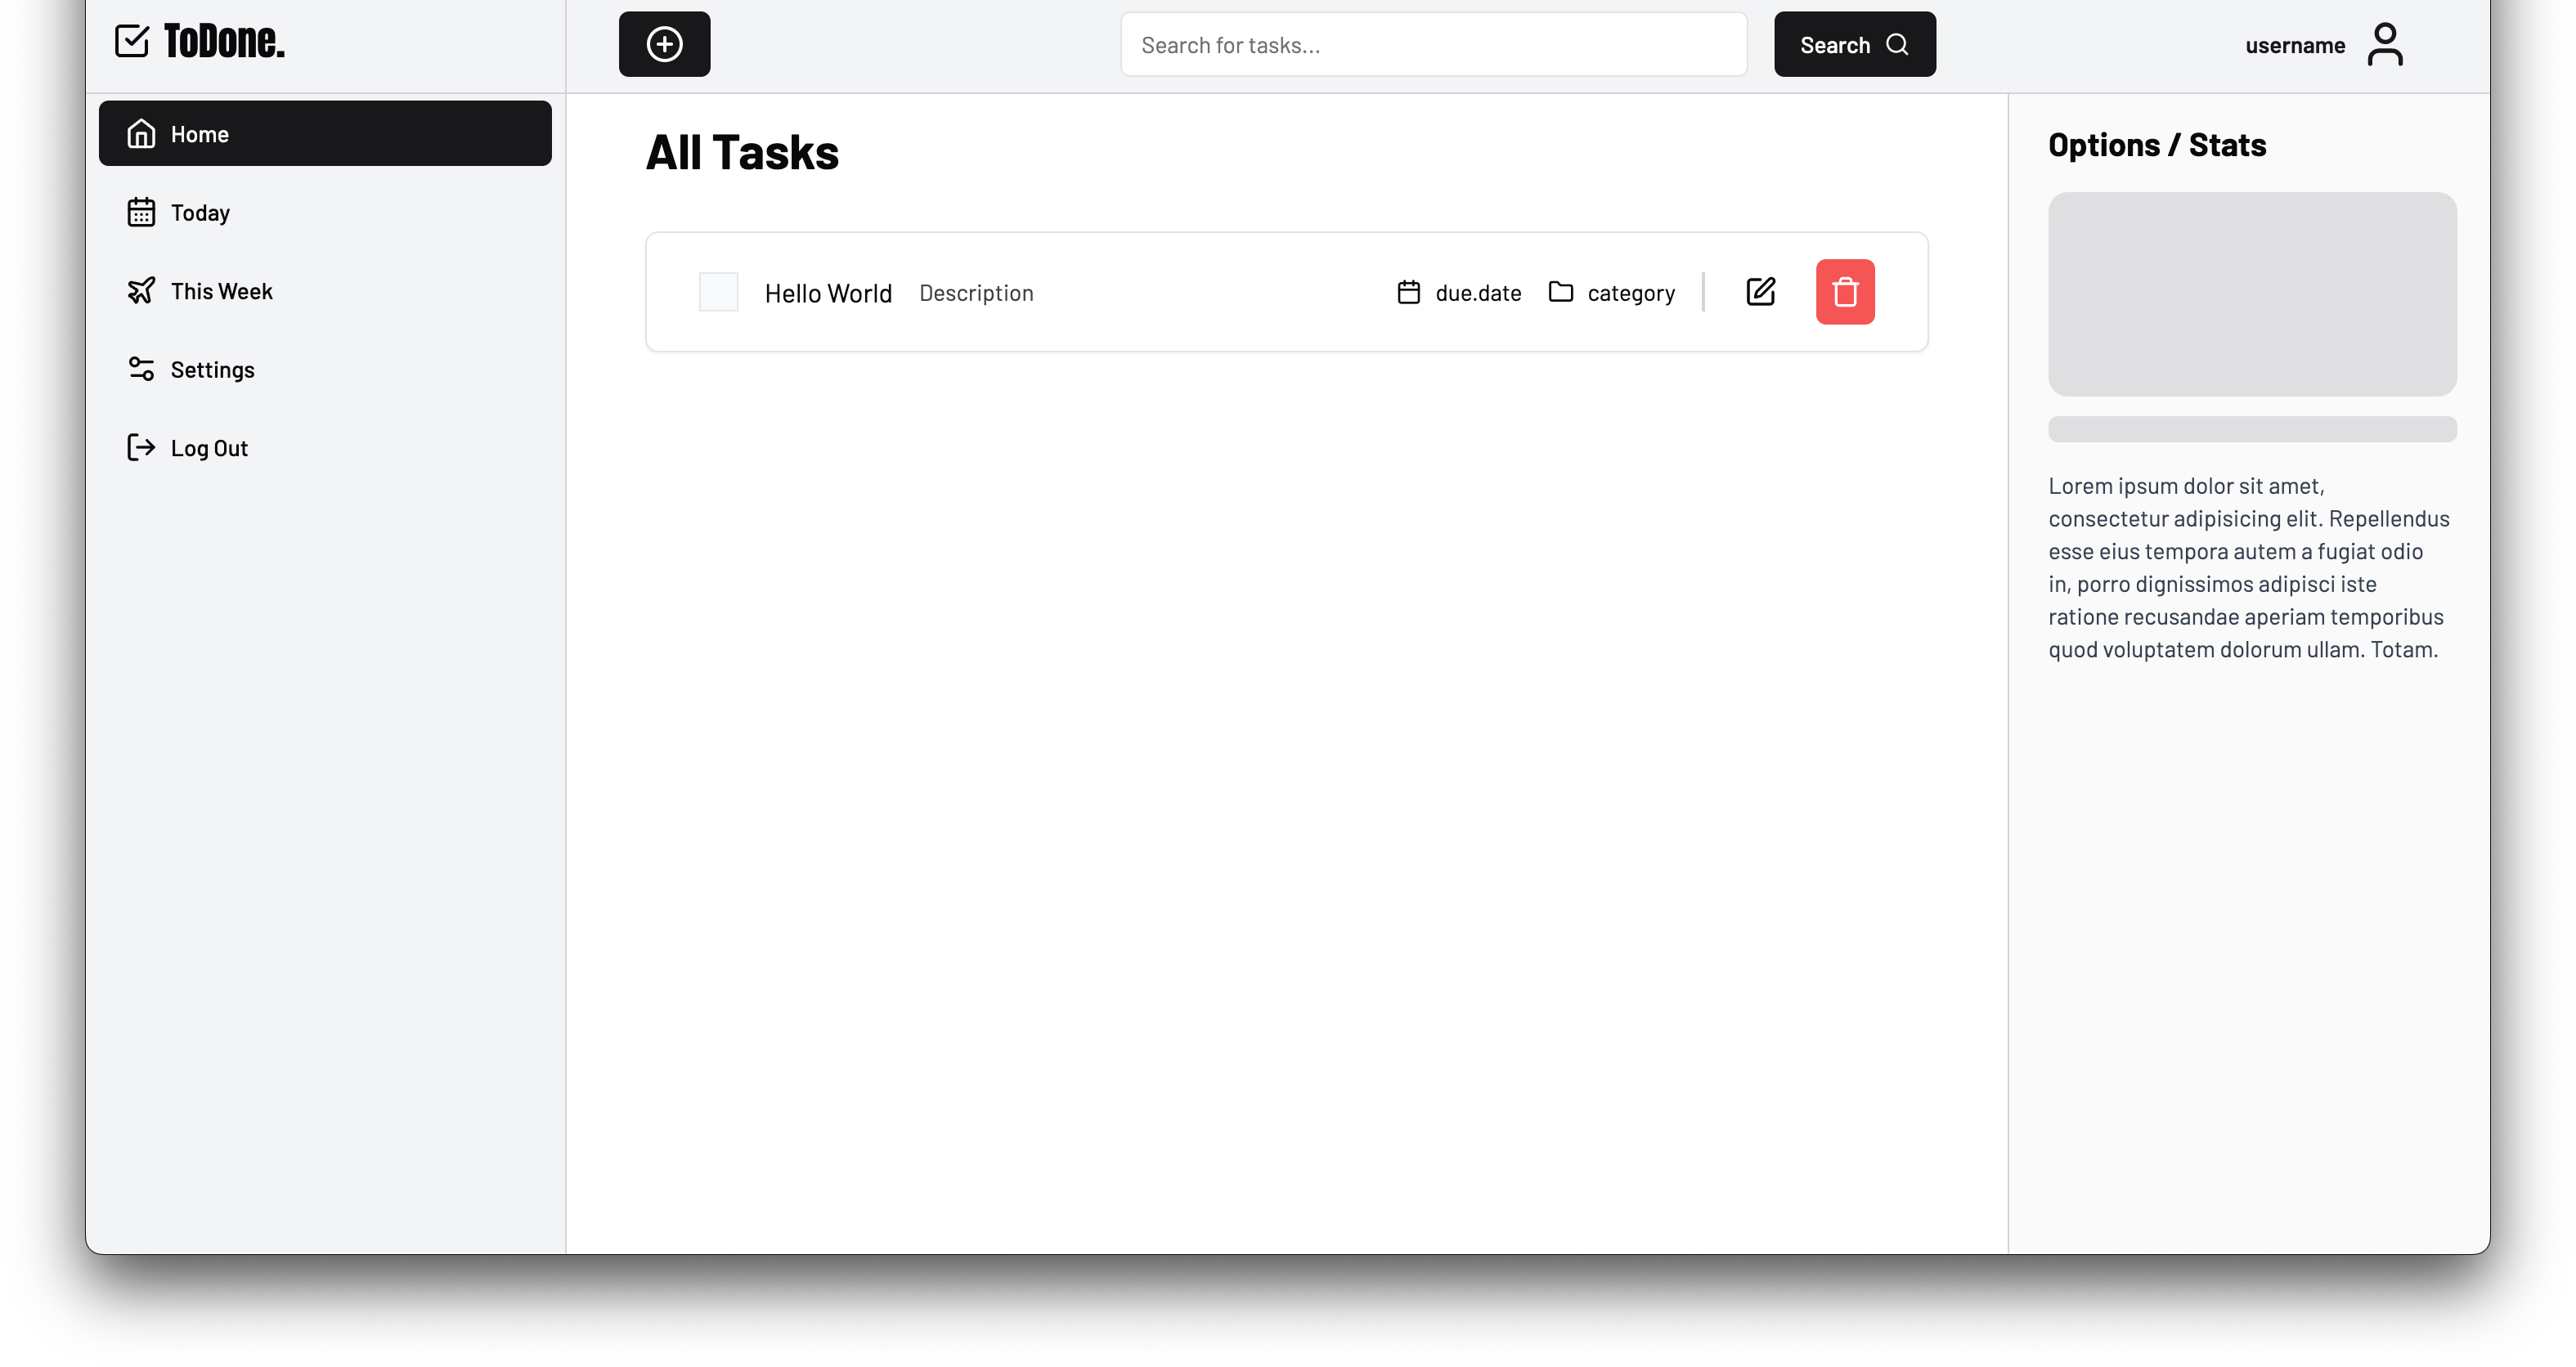 ToDone.
Search for tasks...
Search
username
Home
Today
This Week
Settings
Log Out
All Tasks
Hello World
Description
due.date
category
Options / Stats
Lorem ipsum dolor sit amet,
consectetur adipisicing elit. Repellendus
esse eius tempora autem a fugiat odio
in, porro dignissimos adipisci iste
ratione recusandae aperiam temporibus
quod voluptatem dolorum ullam. Totam.